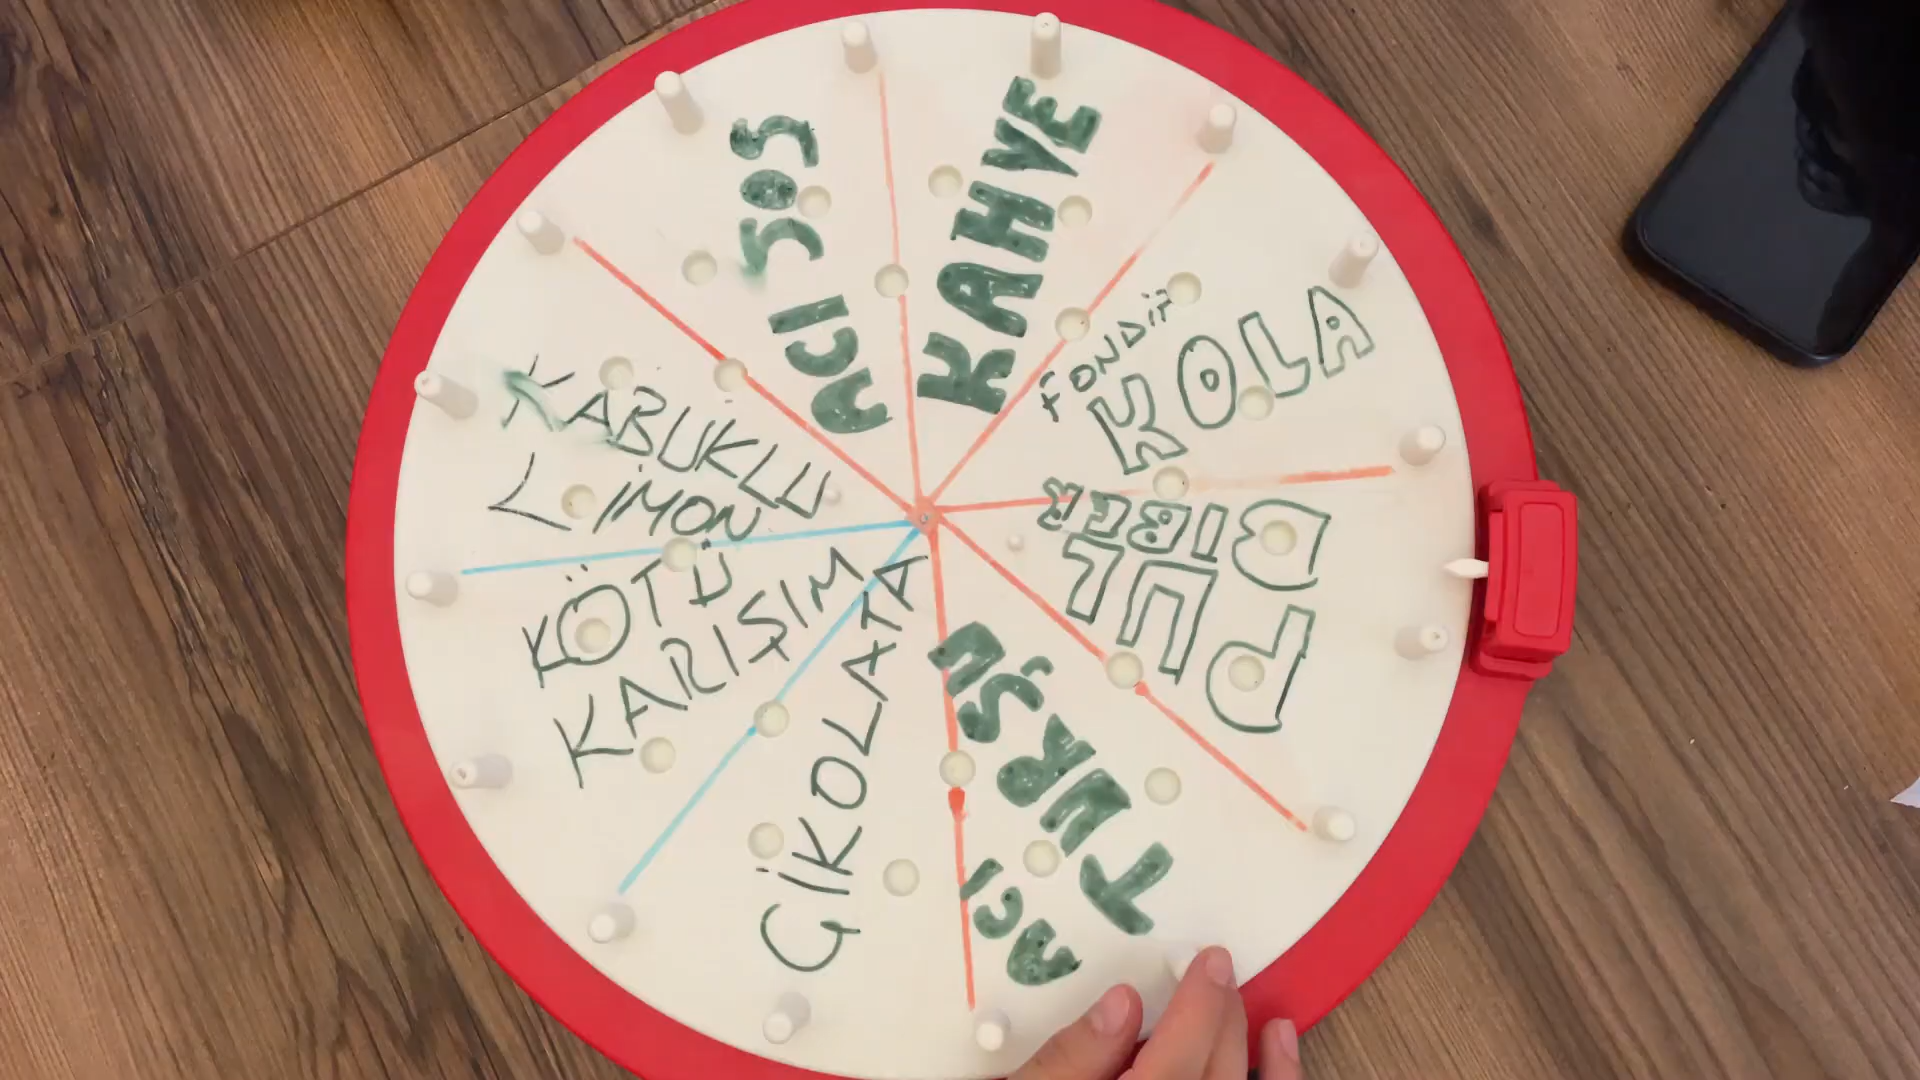 ACI SOS
KAHVE
FONDİP
KOLA
PUL
BİBER
ACI
TURŞU
ÇİKOLATA
KÖTÜ
KARIŞIM
KABUKLU
LİMON